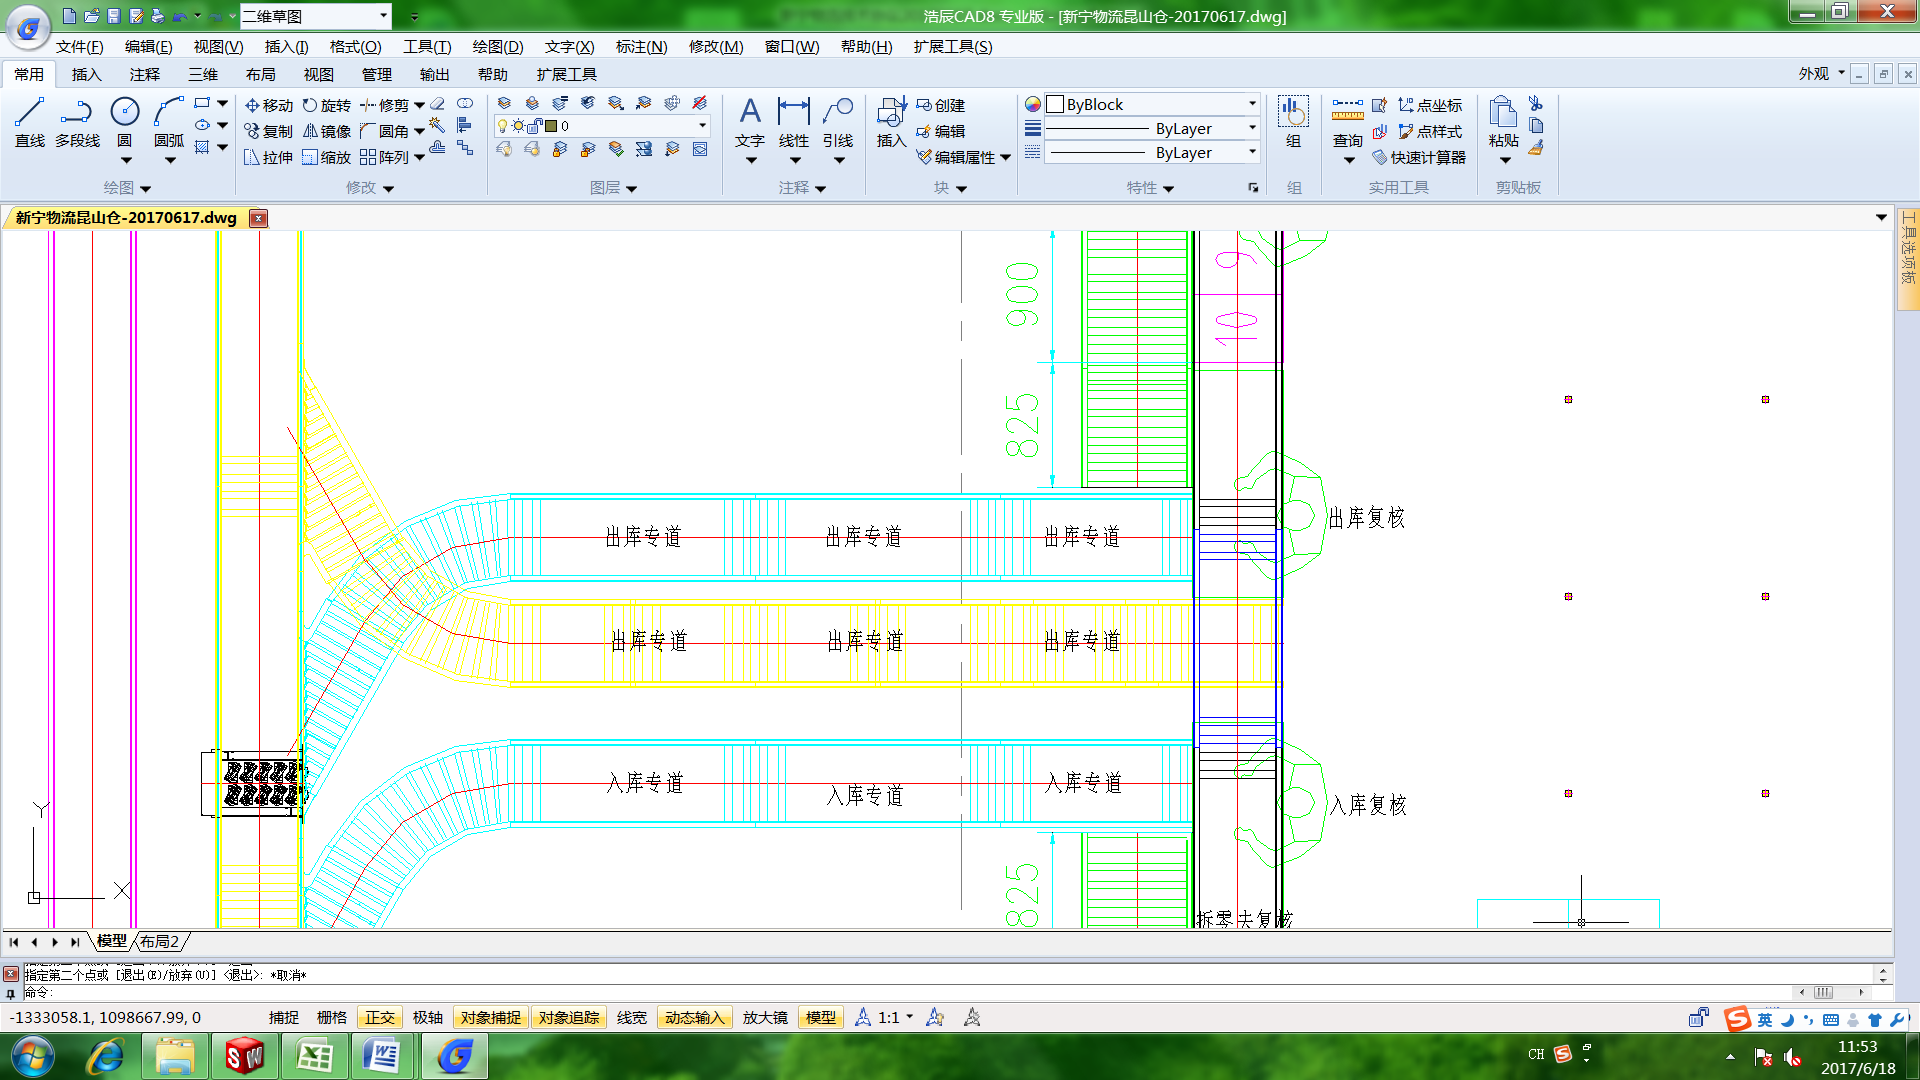 二维草图
浩辰CAD8 专业版 - [新宁物流昆山仓-20170617.dwg]
文件(F) 编辑(E) 视图(V) 插入(I) 格式(O) 工具(T) 绘图(D) 文字(X) 标注(N) 修改(M) 窗口(W) 帮助(H) 扩展工具(S)
常用 插入 注释 三维 布局 视图 管理 输出 帮助 扩展工具 外观
直线 多段线 圆 圆弧
移动 旋转 修剪
复制 镜像 圆角
拉伸 缩放 阵列
0
文字 线性 引线
插入 创建
编辑
编辑属性
ByBlock
ByLayer
ByLayer
组
查询 点坐标
点样式
快速计算器
粘贴
绘图 修改 图层 注释 块 特性 组 实用工具 剪贴板
新宁物流昆山仓-20170617.dwg
工具选项板
900
9
10
825
出库专道 出库专道 出库专道
出库复核
出库专道 出库专道 出库专道
入库专道 入库专道 入库专道
入库复核
825
拆零去复核
Y
X
模型 布局2
指定第二个点或 [退出(E)/放弃(U)] <退出>: *取消*
命令:
-1333058.1, 1098667.99, 0 捕捉 栅格 正交 极轴 对象捕捉 对象追踪 线宽 动态输入 放大镜 模型 1:1
英
CH
11:53
2017/6/18